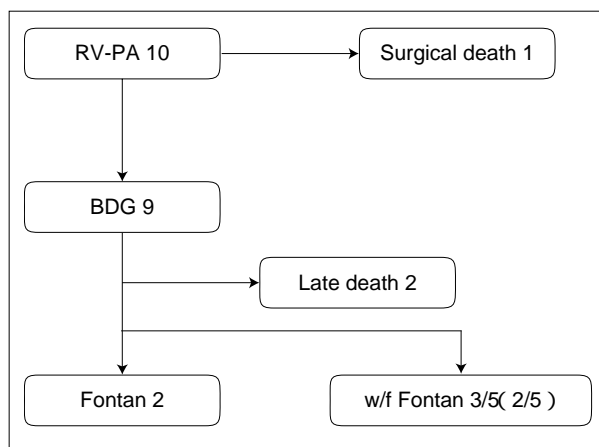 RV-PA 10
Surgical death 1
BDG 9
Late death 2
Fontan 2
w/f Fontan 3/5( 2/5 )